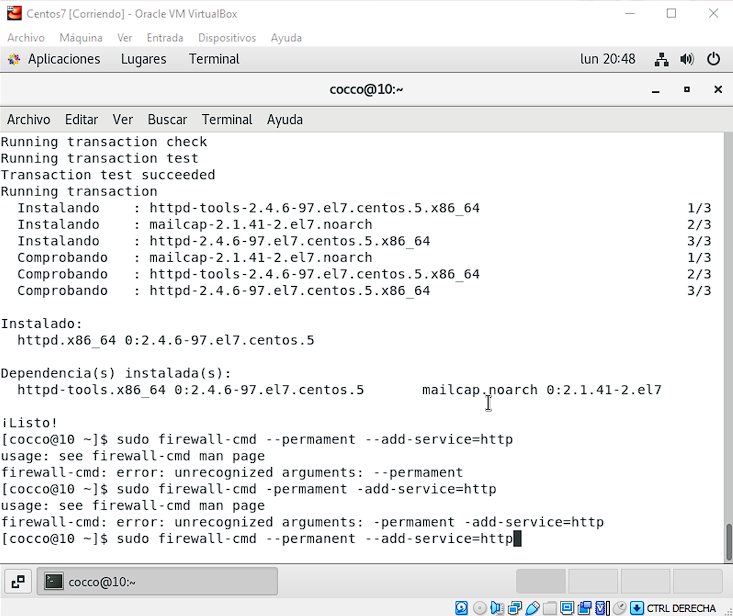 Centos7 [Corriendo] - Oracle VM VirtualBox
Archivo Máquina Ver Entrada Dispositivos Ayuda
Aplicaciones Lugares Terminal lun 20:48
cocco@10:~
Archivo Editar Ver Buscar Terminal Ayuda
Running transaction check
Running transaction test
Transaction test succeeded
Running transaction
  Instalando    : httpd-tools-2.4.6-97.el7.centos.5.x86_64                         1/3
  Instalando    : mailcap-2.1.41-2.el7.noarch                                      2/3
  Instalando    : httpd-2.4.6-97.el7.centos.5.x86_64                               3/3
  Comprobando   : mailcap-2.1.41-2.el7.noarch                                      1/3
  Comprobando   : httpd-tools-2.4.6-97.el7.centos.5.x86_64                         2/3
  Comprobando   : httpd-2.4.6-97.el7.centos.5.x86_64                               3/3
Instalado:
  httpd.x86_64 0:2.4.6-97.el7.centos.5
Dependencia(s) instalada(s):
  httpd-tools.x86_64 0:2.4.6-97.el7.centos.5       mailcap.noarch 0:2.1.41-2.el7
¡Listo!
[cocco@10 ~]$ sudo firewall-cmd --permament --add-service=http
usage: see firewall-cmd man page
firewall-cmd: error: unrecognized arguments: --permament
[cocco@10 ~]$ sudo firewall-cmd -permament -add-service=http
usage: see firewall-cmd man page
firewall-cmd: error: unrecognized arguments: -permament -add-service=http
[cocco@10 ~]$ sudo firewall-cmd --permanent --add-service=http
cocco@10:~
CTRL DERECHA